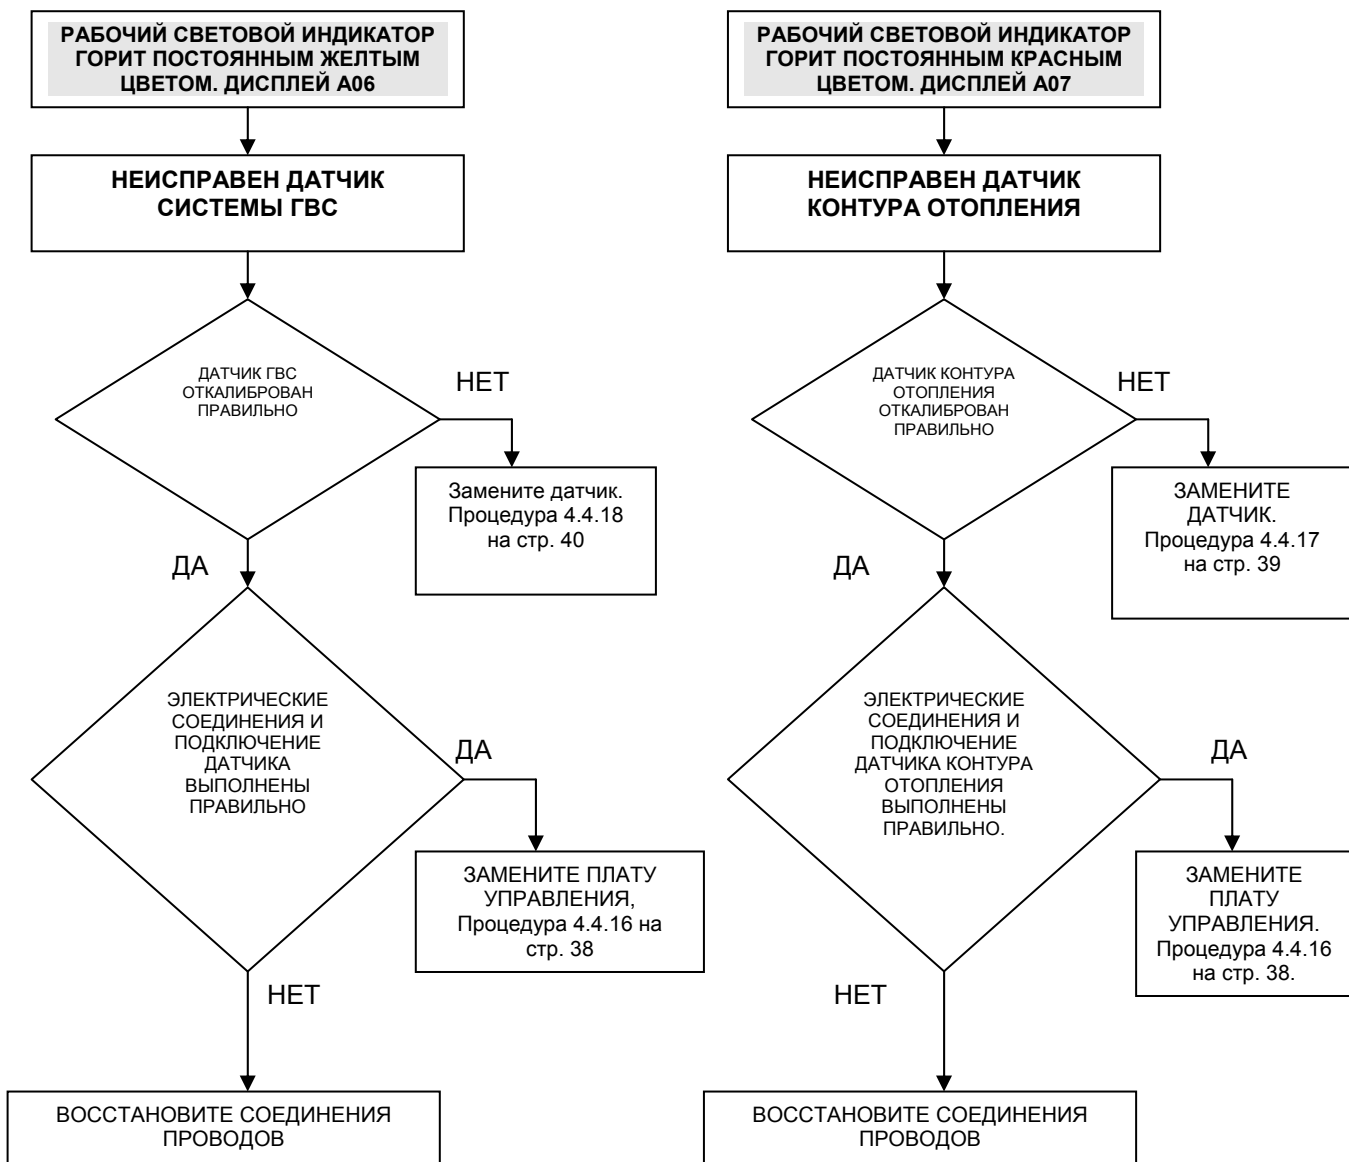 РАБОЧИЙ СВЕТОВОЙ ИНДИКАТОР
ГОРИТ ПОСТОЯННЫМ ЖЕЛТЫМ
ЦВЕТОМ. ДИСПЛЕЙ А06
НЕИСПРАВЕН ДАТЧИК
СИСТЕМЫ ГВС
ДАТЧИК ГВС
ОТКАЛИБРОВАН
ПРАВИЛЬНО
НЕТ
Замените датчик.
Процедура 4.4.18
на стр. 40
ДА
ЭЛЕКТРИЧЕСКИЕ
СОЕДИНЕНИЯ И
ПОДКЛЮЧЕНИЕ
ДАТЧИКА
ВЫПОЛНЕНЫ
ПРАВИЛЬНО
ДА
ЗАМЕНИТЕ ПЛАТУ
УПРАВЛЕНИЯ,
Процедура 4.4.16 на
стр. 38
НЕТ
ВОССТАНОВИТЕ СОЕДИНЕНИЯ
ПРОВОДОВ
РАБОЧИЙ СВЕТОВОЙ ИНДИКАТОР
ГОРИТ ПОСТОЯННЫМ КРАСНЫМ
ЦВЕТОМ. ДИСПЛЕЙ А07
НЕИСПРАВЕН ДАТЧИК
КОНТУРА ОТОПЛЕНИЯ
ДАТЧИК КОНТУРА
ОТОПЛЕНИЯ
ОТКАЛИБРОВАН
ПРАВИЛЬНО
НЕТ
ЗАМЕНИТЕ
ДАТЧИК.
Процедура 4.4.17
на стр. 39
ДА
ЭЛЕКТРИЧЕСКИЕ
СОЕДИНЕНИЯ И
ПОДКЛЮЧЕНИЕ
ДАТЧИКА КОНТУРА
ОТОПЛЕНИЯ
ВЫПОЛНЕНЫ
ПРАВИЛЬНО.
ДА
ЗАМЕНИТЕ
ПЛАТУ
УПРАВЛЕНИЯ.
Процедура 4.4.16
на стр. 38.
НЕТ
ВОССТАНОВИТЕ СОЕДИНЕНИЯ
ПРОВОДОВ